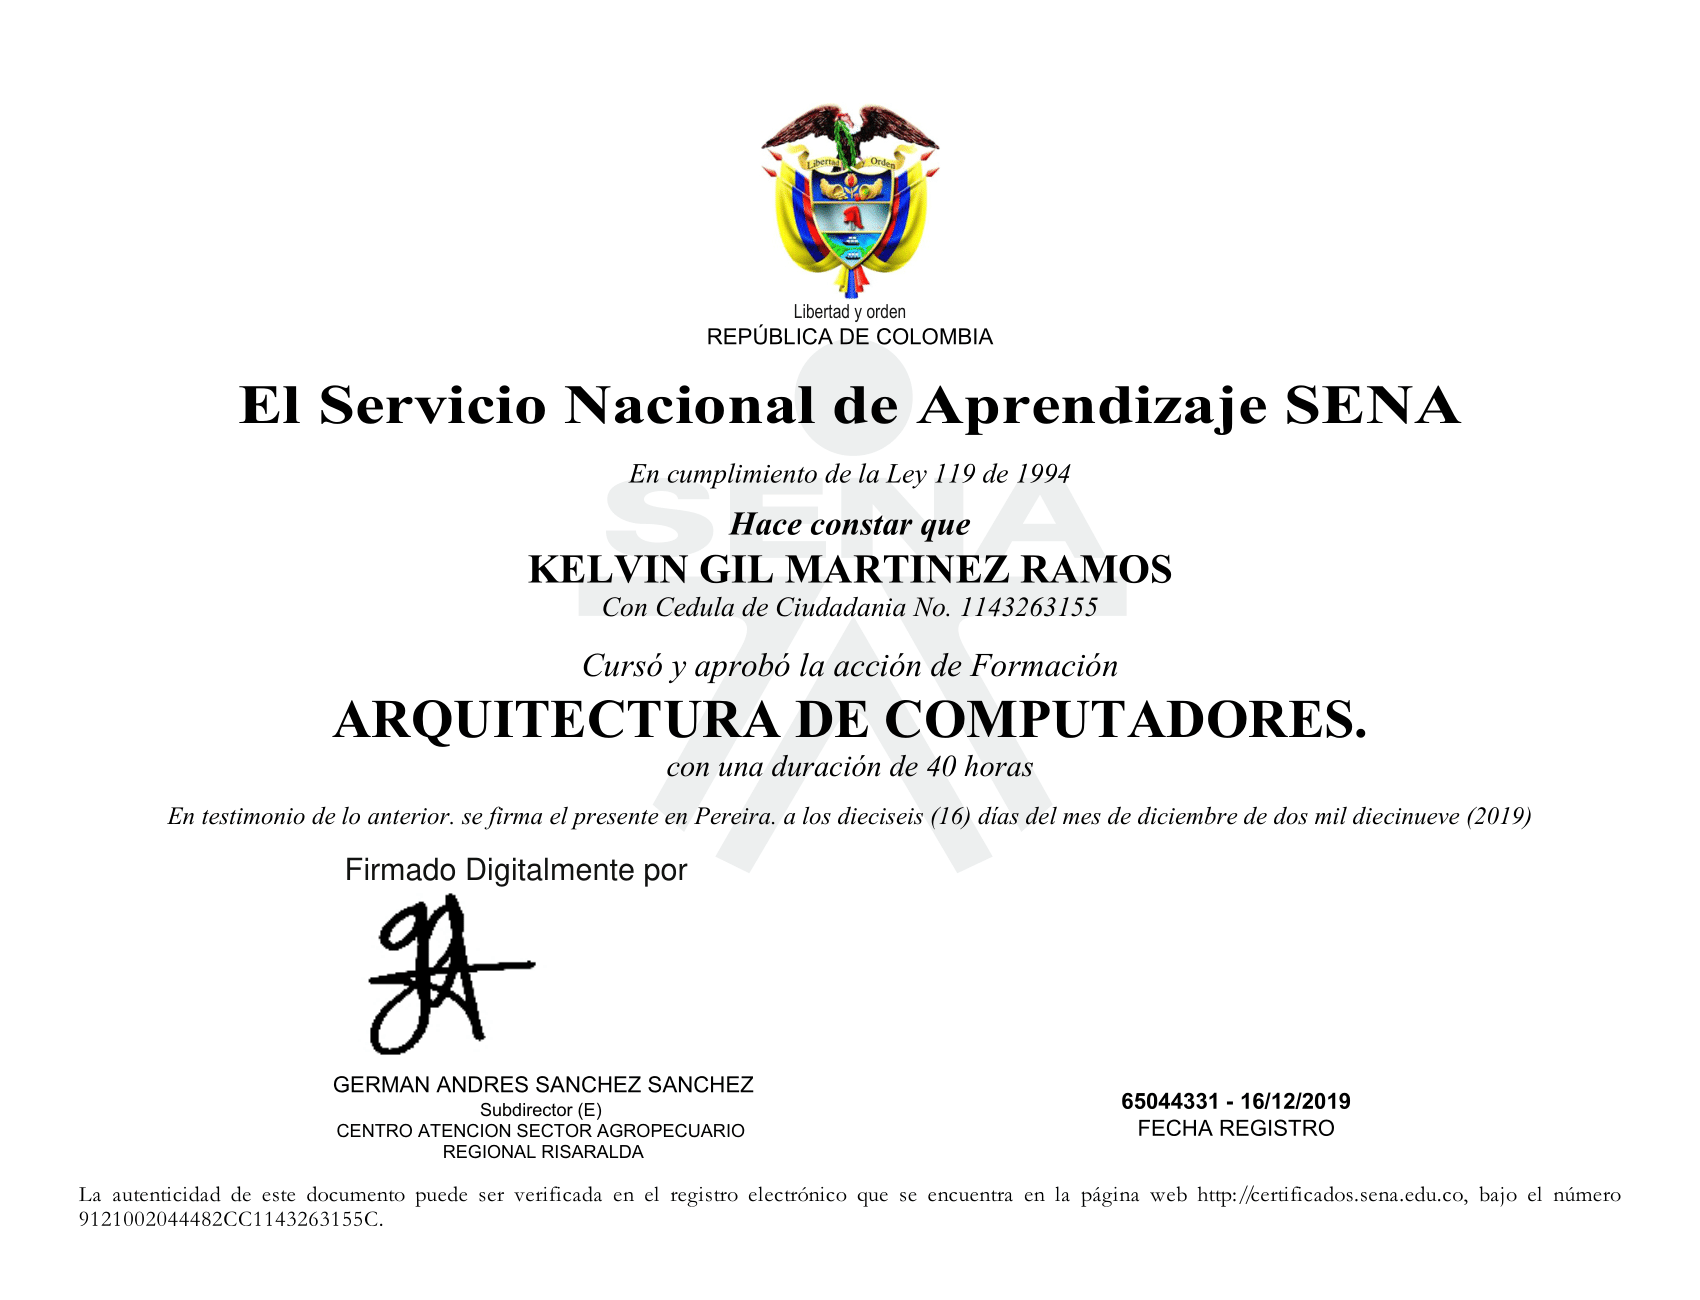 Libertad y Orden
Libertad y orden
REPÚBLICA DE COLOMBIA
El Servicio Nacional de Aprendizaje SENA
En cumplimiento de la Ley 119 de 1994
SENA
Hace constar que
KELVIN GIL MARTINEZ RAMOS
Con Cedula de Ciudadania No. 1143263155
Cursó y aprobó la acción de Formación
ARQUITECTURA DE COMPUTADORES.
con una duración de 40 horas
En testimonio de lo anterior. se firma el presente en Pereira. a los dieciseis (16) días del mes de diciembre de dos mil diecinueve (2019)
Firmado Digitalmente por
GERMAN ANDRES SANCHEZ SANCHEZ
Subdirector (E)
CENTRO ATENCION SECTOR AGROPECUARIO
REGIONAL RISARALDA
65044331 - 16/12/2019
FECHA REGISTRO
La autenticidad de este documento puede ser verificada en el registro electrónico que se encuentra en la página web http://certificados.sena.edu.co, bajo el número
9121002044482CC1143263155C.